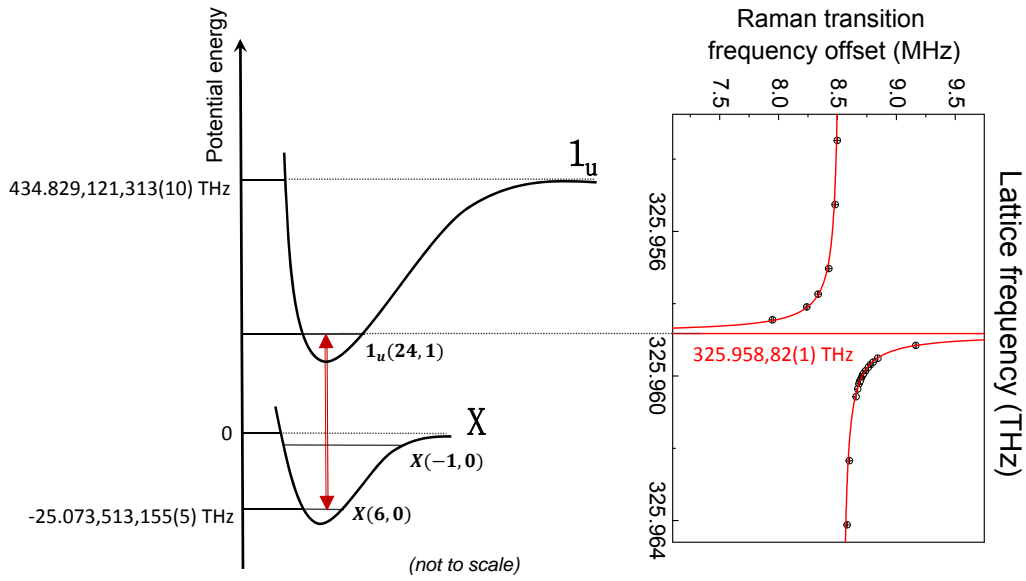 Potential energy
434.829,121,313(10) THz
0
-25.073,513,155(5) THz
1u
1u(24, 1)
X
X(−1, 0)
X(6, 0)
(not to scale)
Raman transition
frequency offset (MHz)
7.5
8.0
8.5
9.0
9.5
325.956
325.960
325.964
325.958,82(1) THz
Lattice frequency (THz)